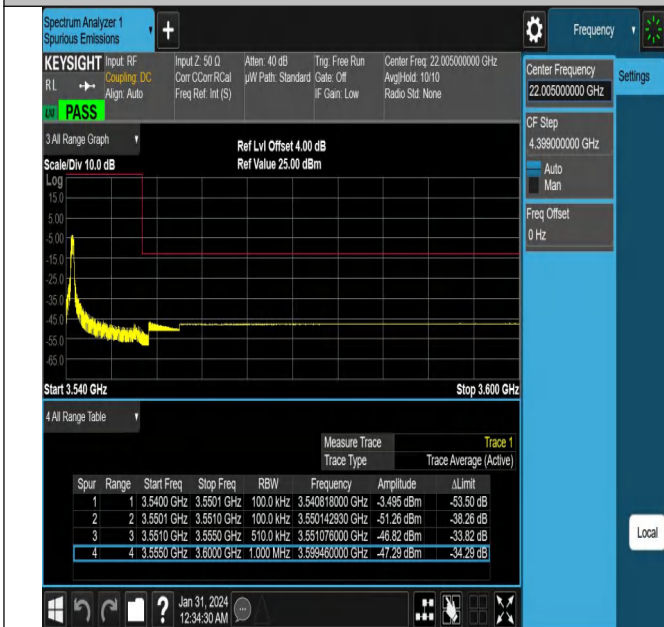 Spectrum Analyzer 1
Spurious Emissions
+
Frequency
KEYSIGHT
RL
LXI
PASS
Input: RF
Coupling: DC
Align: Auto
Input Z: 50 Ω
Corr CCorr RCal
Freq Ref: Int (S)
Atten: 40 dB
µW Path: Standard
Trig: Free Run
Gate: Off
IF Gain: Low
Center Freq: 22.005000000 GHz
Avg|Hold: 10/10
Radio Std: None
Center Frequency
22.005000000 GHz
Settings
CF Step
4.399000000 GHz
Auto
Man
Freq Offset
0 Hz
3 All Range Graph
Ref Lvl Offset 4.00 dB
Scale/Div 10.0 dB
Ref Value 25.00 dBm
Log
15.0
5.00
-5.00
-15.0
-25.0
-35.0
-45.0
-55.0
-65.0
Start 3.540 GHz
Stop 3.600 GHz
4 All Range Table
Measure Trace Trace 1
Trace Type Trace Average (Active)
Spur Range Start Freq Stop Freq RBW Frequency Amplitude ΔLimit
1 1 3.5400 GHz 3.5501 GHz 100.0 kHz 3.540818000 GHz -3.495 dBm -53.50 dB
2 2 3.5501 GHz 3.5510 GHz 100.0 kHz 3.550142930 GHz -51.26 dBm -38.26 dB
3 3 3.5510 GHz 3.5550 GHz 510.0 kHz 3.551076000 GHz -46.82 dBm -33.82 dB
4 4 3.5550 GHz 3.6000 GHz 1.000 MHz 3.599460000 GHz -47.29 dBm -34.29 dB
Local
?
Jan 31, 2024
12:34:30 AM